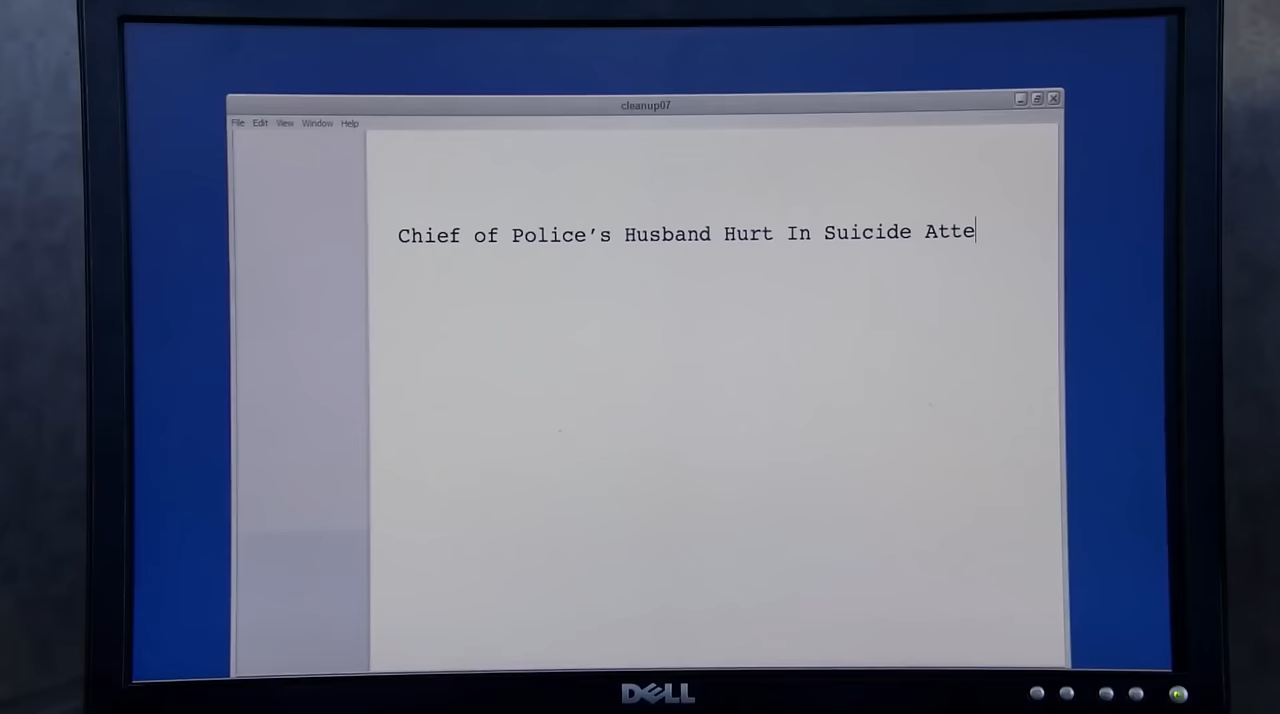 cleanup07
File Edit View Window Help
Chief of Police’s Husband Hurt In Suicide Atte
DELL